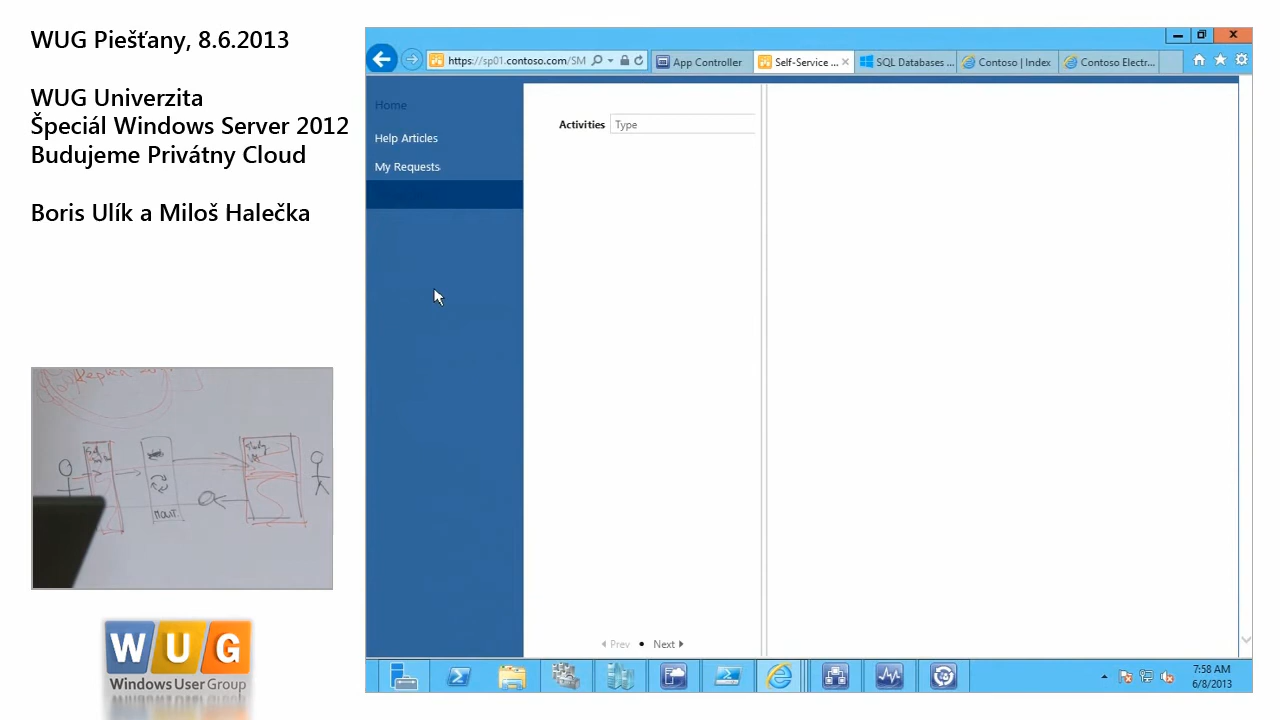 WUG Piešťany, 8.6.2013
WUG Univerzita
Špeciál Windows Server 2012
Budujeme Privátny Cloud
Boris Ulík a Miloš Halečka
WUG
Windows User Group
https://sp01.contoso.com/SM
App Controller
Self-Service ...
SQL Databases ...
Contoso | Index
Contoso Electr...
Home
Help Articles
My Requests
Activities
Type
Prev
Next
7:58 AM
6/8/2013